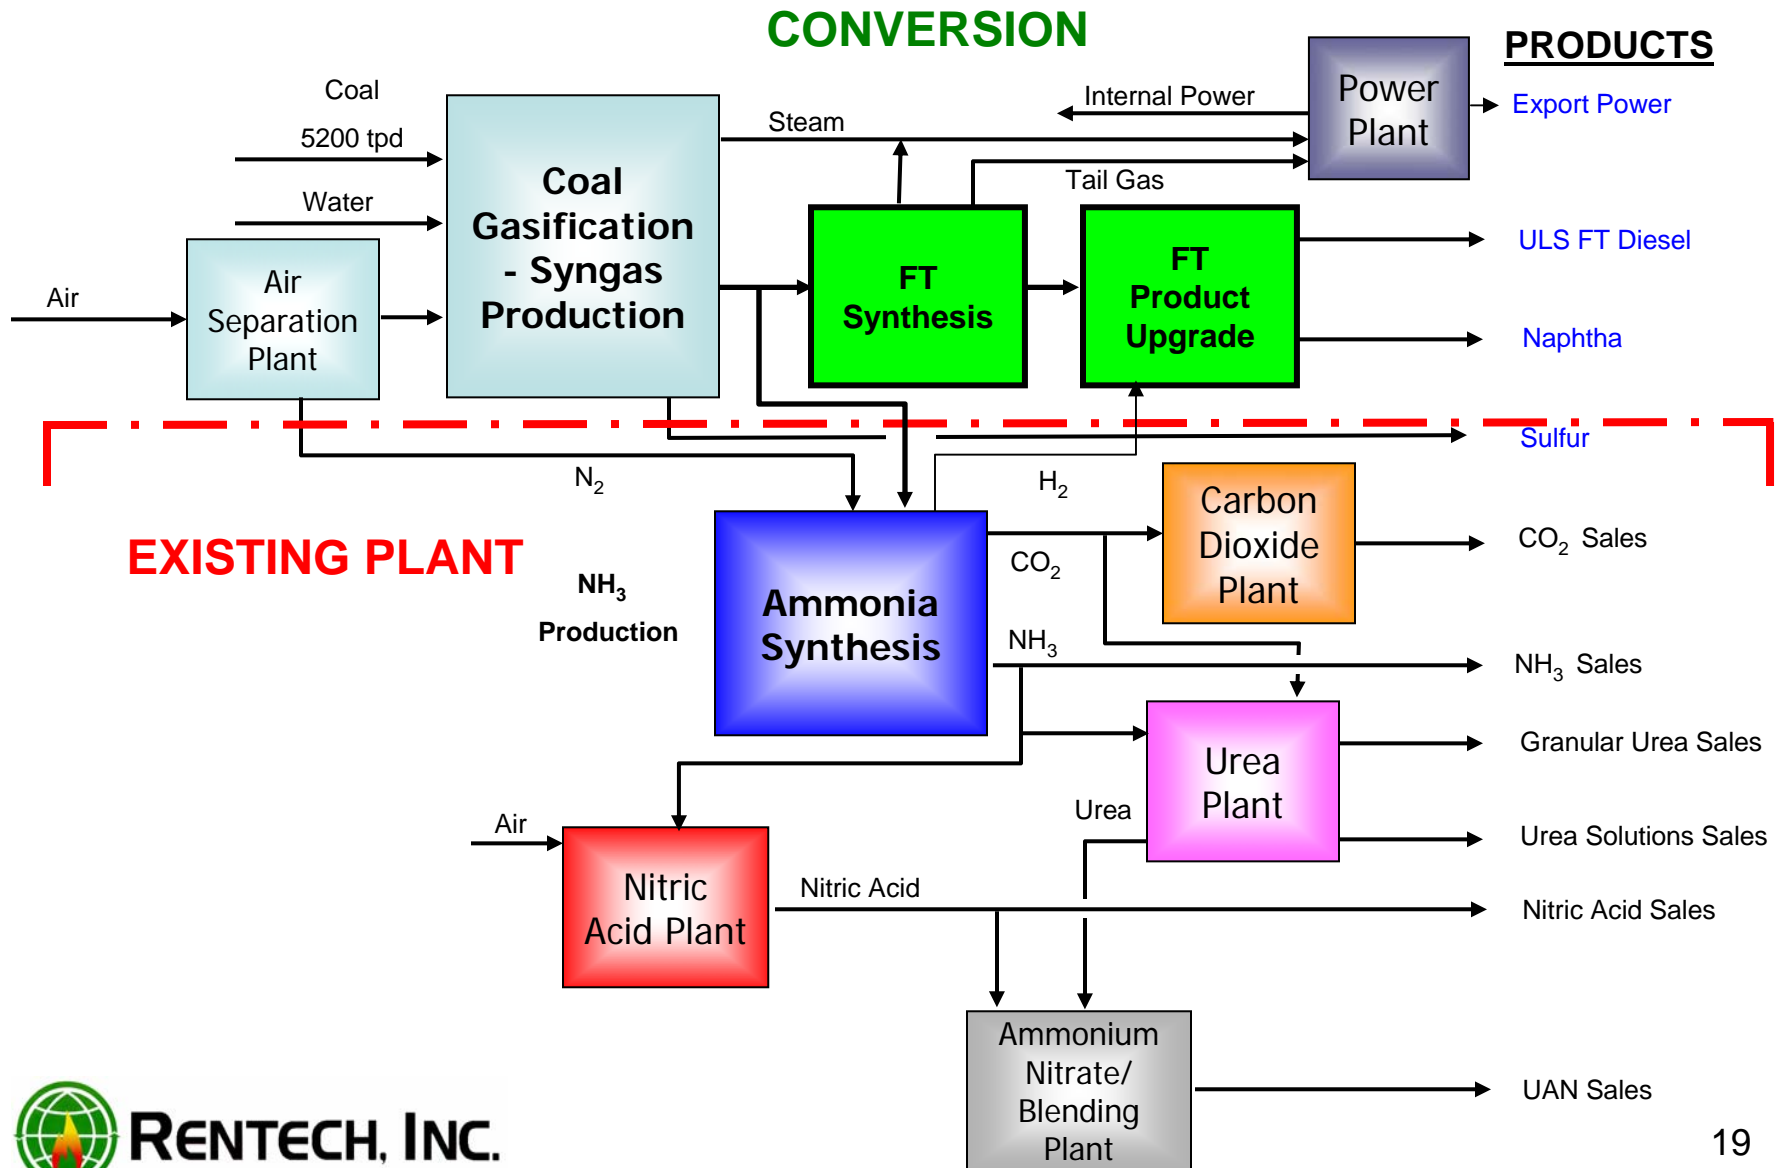 CONVERSION
PRODUCTS
Coal
5200 tpd
Water
Air
Air
Separation
Plant
Coal
Gasification
- Syngas
Production
Steam
Internal Power
Tail Gas
Power
Plant
Export Power
FT
Synthesis
FT
Product
Upgrade
ULS FT Diesel
Naphtha
Sulfur
N₂
H₂
EXISTING PLANT
NH₃
Production
Ammonia
Synthesis
CO₂
NH₃
Carbon
Dioxide
Plant
CO₂ Sales
NH₃ Sales
Urea
Plant
Granular Urea Sales
Urea Solutions Sales
Urea
Air
Nitric
Acid Plant
Nitric Acid
Nitric Acid Sales
Ammonium
Nitrate/
Blending
Plant
UAN Sales
RENTECH, INC.
19